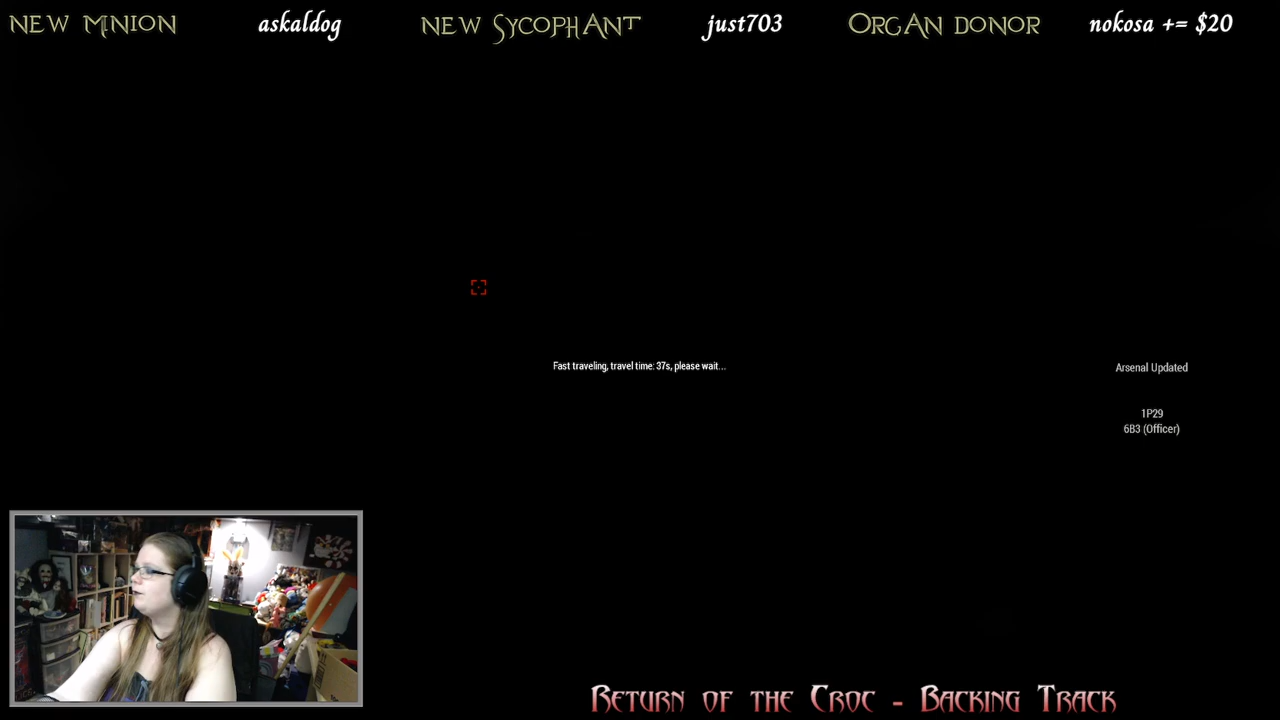 NEW MINION askaldog NEW SYCOPHANT just703 ORGAN DONOR nokosa += $20
Fast traveling, travel time: 37s, please wait...
Arsenal Updated
1P29
6B3 (Officer)
RETURN OF THE CROC - BACKING TRACK